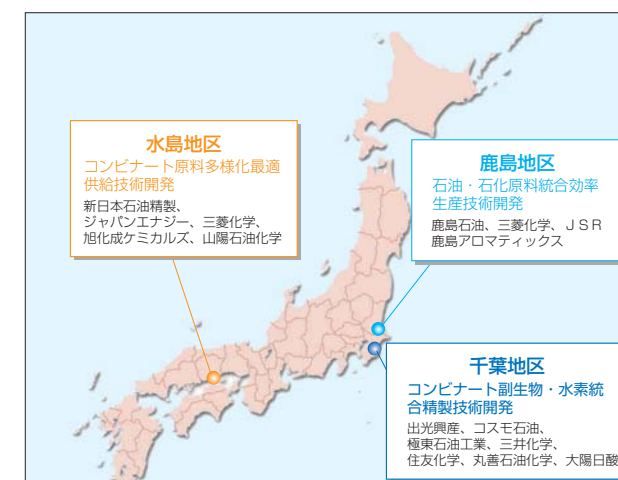 水島地区
コンビナート原料多様化最適
供給技術開発
新日本石油精製、
ジャパンエナジー、三菱化学、
旭化成ケミカルズ、山陽石油化学
鹿島地区
石油・石化原料統合効率
生産技術開発
鹿島石油、三菱化学、ＪＳＲ
鹿島アロマティックス
千葉地区
コンビナート副生物・水素統
合精製技術開発
出光興産、コスモ石油、
極東石油工業、三井化学、
住友化学、丸善石油化学、大陽日酸